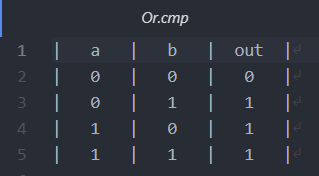 Or.cmp
1 | a | b | out |
2 | 0 | 0 | 0 |
3 | 0 | 1 | 1 |
4 | 1 | 0 | 1 |
5 | 1 | 1 | 1 |